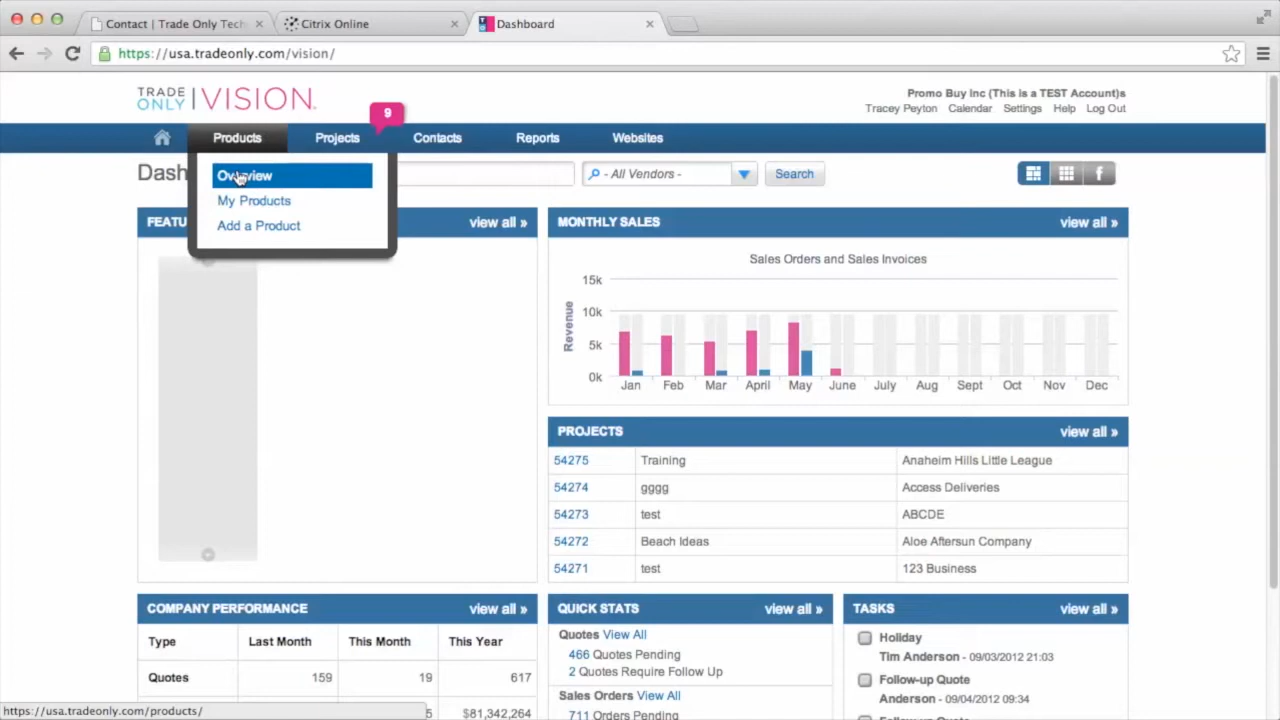 Contact | Trade Only Tech
Citrix Online
Dashboard
https://usa.tradeonly.com/vision/
TRADE ONLY | VISION
Promo Buy Inc (This is a TEST Account)s
Tracey Peyton Calendar Settings Help Log Out
9
Products Projects Contacts Reports Websites
Dash
- All Vendors -
Search
Overview
My Products
Add a Product
FEATU
view all »
MONTHLY SALES
view all »
Sales Orders and Sales Invoices
Revenue
15k
10k
5k
0k
Jan Feb Mar April May June July Aug Sept Oct Nov Dec
PROJECTS
view all »
54275 Training Anaheim Hills Little League
54274 gggg Access Deliveries
54273 test ABCDE
54272 Beach Ideas Aloe Aftersun Company
54271 test 123 Business
COMPANY PERFORMANCE
view all »
Type Last Month This Month This Year
Quotes 159 19 617
5 $81,342,264
QUICK STATS
view all »
Quotes View All
466 Quotes Pending
2 Quotes Require Follow Up
Sales Orders View All
711 Orders Pending
TASKS
view all »
Holiday
Tim Anderson - 09/03/2012 21:03
Follow-up Quote
Anderson - 09/04/2012 09:34
https://usa.tradeonly.com/products/